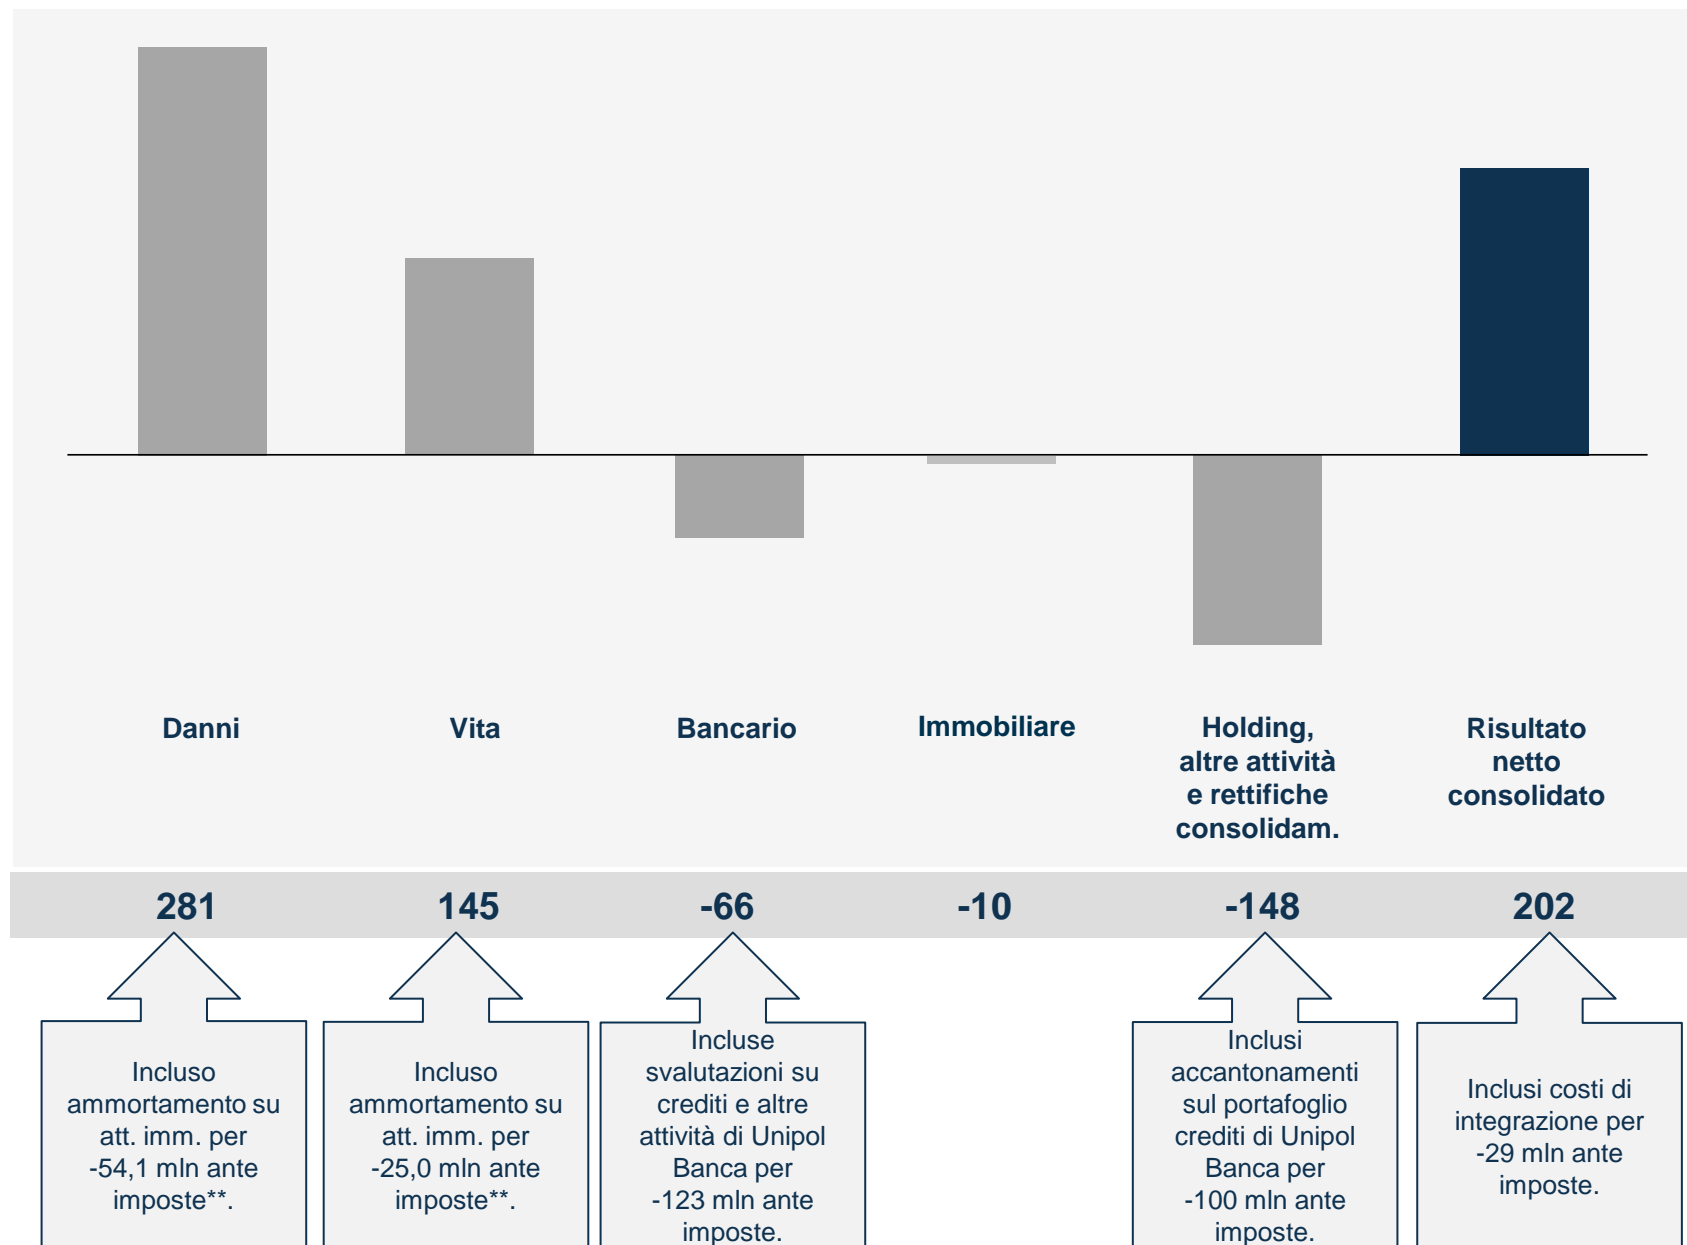 Danni
Vita
Bancario
Immobiliare
Holding,
altre attività
e rettifiche
consolidam.
Risultato
netto
consolidato
281
145
-66
-10
-148
202
Incluso
ammortamento su
att. imm. per
-54,1 mln ante
imposte**.
Incluso
ammortamento su
att. imm. per
-25,0 mln ante
imposte**.
Incluse
svalutazioni su
crediti e altre
attività di Unipol
Banca per
-123 mln ante
imposte.
Inclusi
accantonamenti
sul portafoglio
crediti di Unipol
Banca per
-100 mln ante
imposte.
Inclusi costi di
integrazione per
-29 mln ante
imposte.